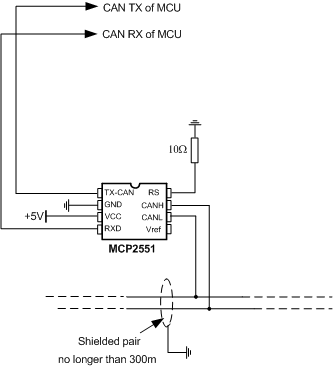 CAN TX of MCU
CAN RX of MCU
10Ω
TX-CAN
RS
GND
CANH
+5V
VCC
CANL
RXD
Vref
MCP2551
Shielded pair
no longer than 300m